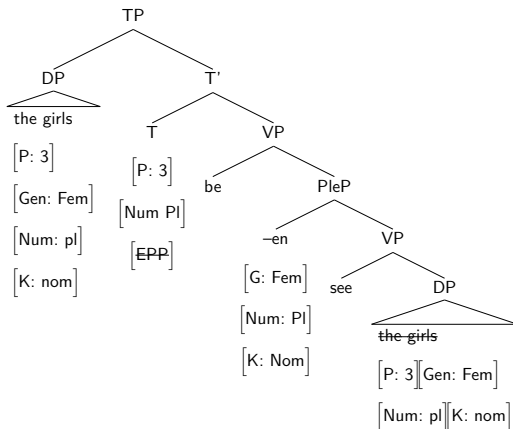 TP
DP T'
the girls T VP
[P: 3] [P: 3] be PleP
[Gen: Fem] [Num Pl] –en VP
[Num: pl] [EPP] [G: Fem] see DP
[K: nom] [Num: Pl] the girls
[K: Nom] [P: 3][Gen: Fem]
[Num: pl][K: nom]